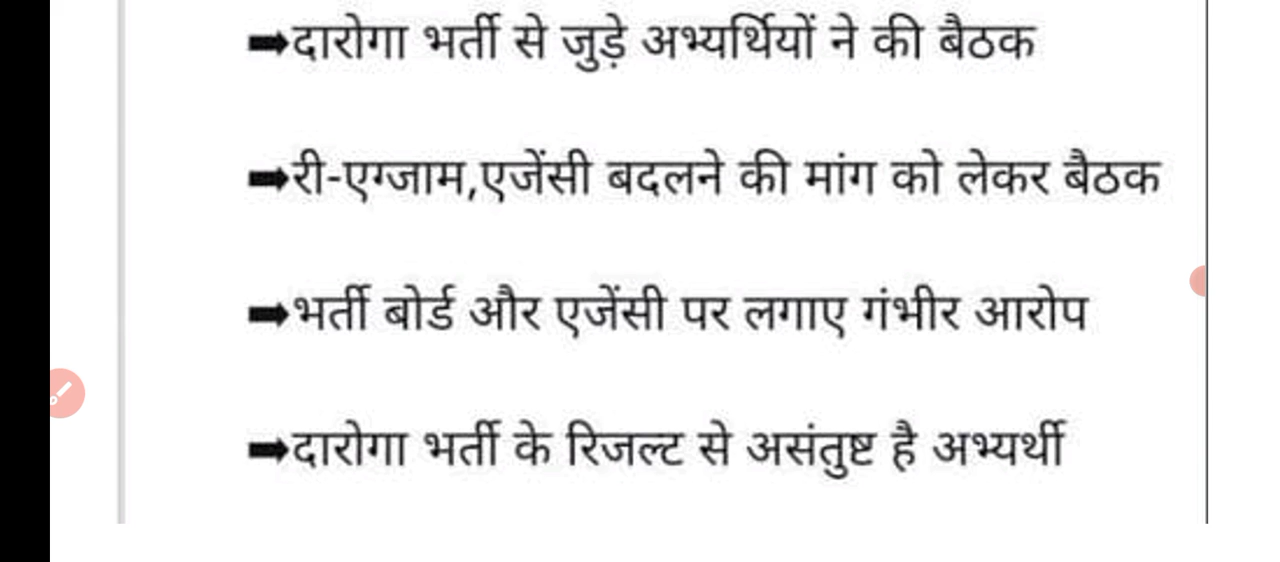 ➡दारोगा भर्ती से जुड़े अभ्यर्थियों ने की बैठक
➡री-एग्जाम,एजेंसी बदलने की मांग को लेकर बैठक
➡भर्ती बोर्ड और एजेंसी पर लगाए गंभीर आरोप
➡दारोगा भर्ती के रिजल्ट से असंतुष्ट है अभ्यर्थी